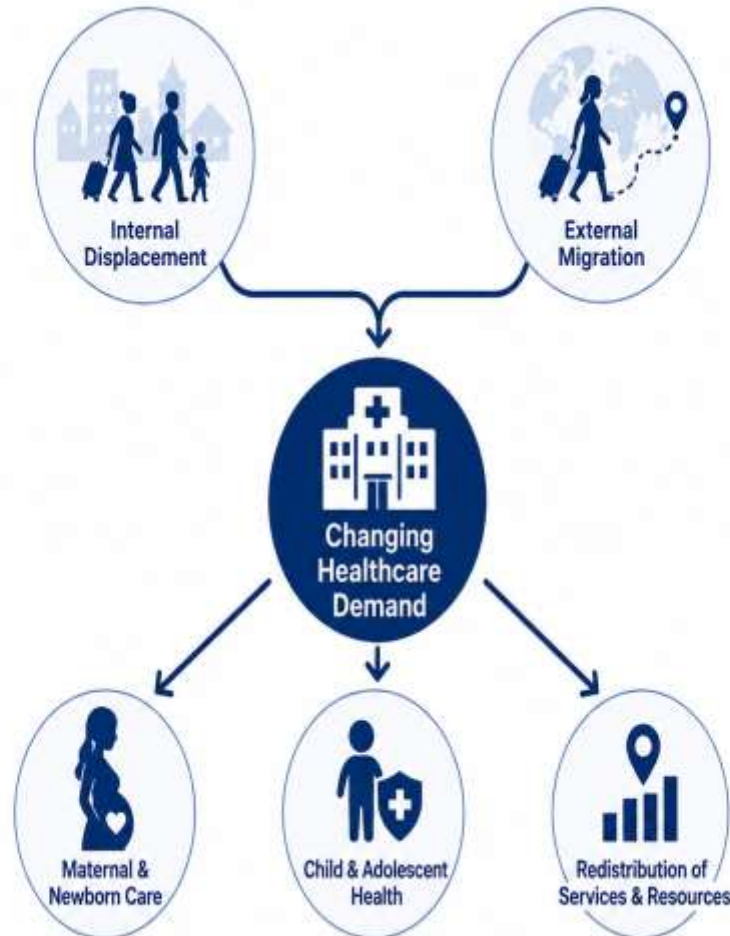 Internal
Displacement
External
Migration
Changing
Healthcare
Demand
Maternal &
Newborn Care
Child & Adolescent
Health
Redistribution of
Services & Resources